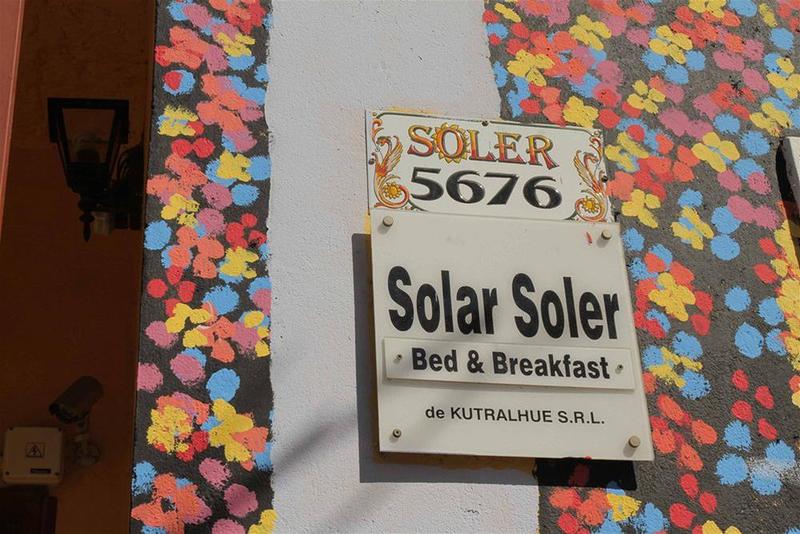 SOLER
5676
Solar Soler
Bed & Breakfast
de KUTRALHUE S.R.L.